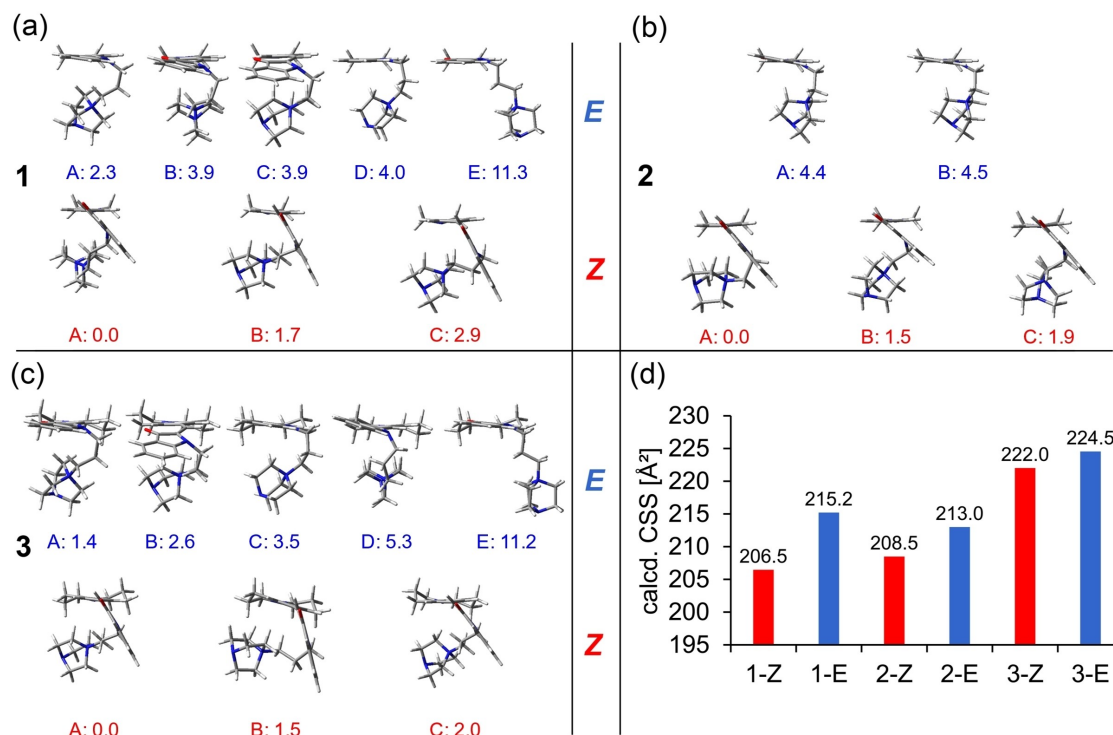 (a)
A: 2.3 B: 3.9 C: 3.9 D: 4.0 E: 11.3
1
A: 0.0 B: 1.7 C: 2.9
E
Z
(b)
A: 4.4 B: 4.5
2
A: 0.0 B: 1.5 C: 1.9
(c)
A: 1.4 B: 2.6 C: 3.5 D: 5.3 E: 11.2
3
A: 0.0 B: 1.5 C: 2.0
E
Z
(d)
calcd. CSS [Å²]
230
225
220
215
210
205
200
195
206.5 215.2 208.5 213.0 222.0 224.5
1-Z 1-E 2-Z 2-E 3-Z 3-E